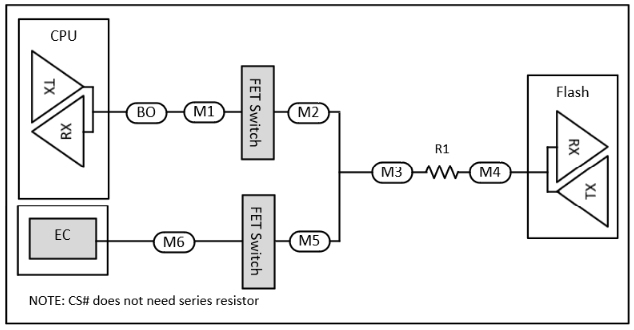 CPU
TX
RX
BO
M1
FET Switch
M2
R1
M3
M4
Flash
RX
TX
EC
M6
FET Switch
M5
NOTE: CS# does not need series resistor